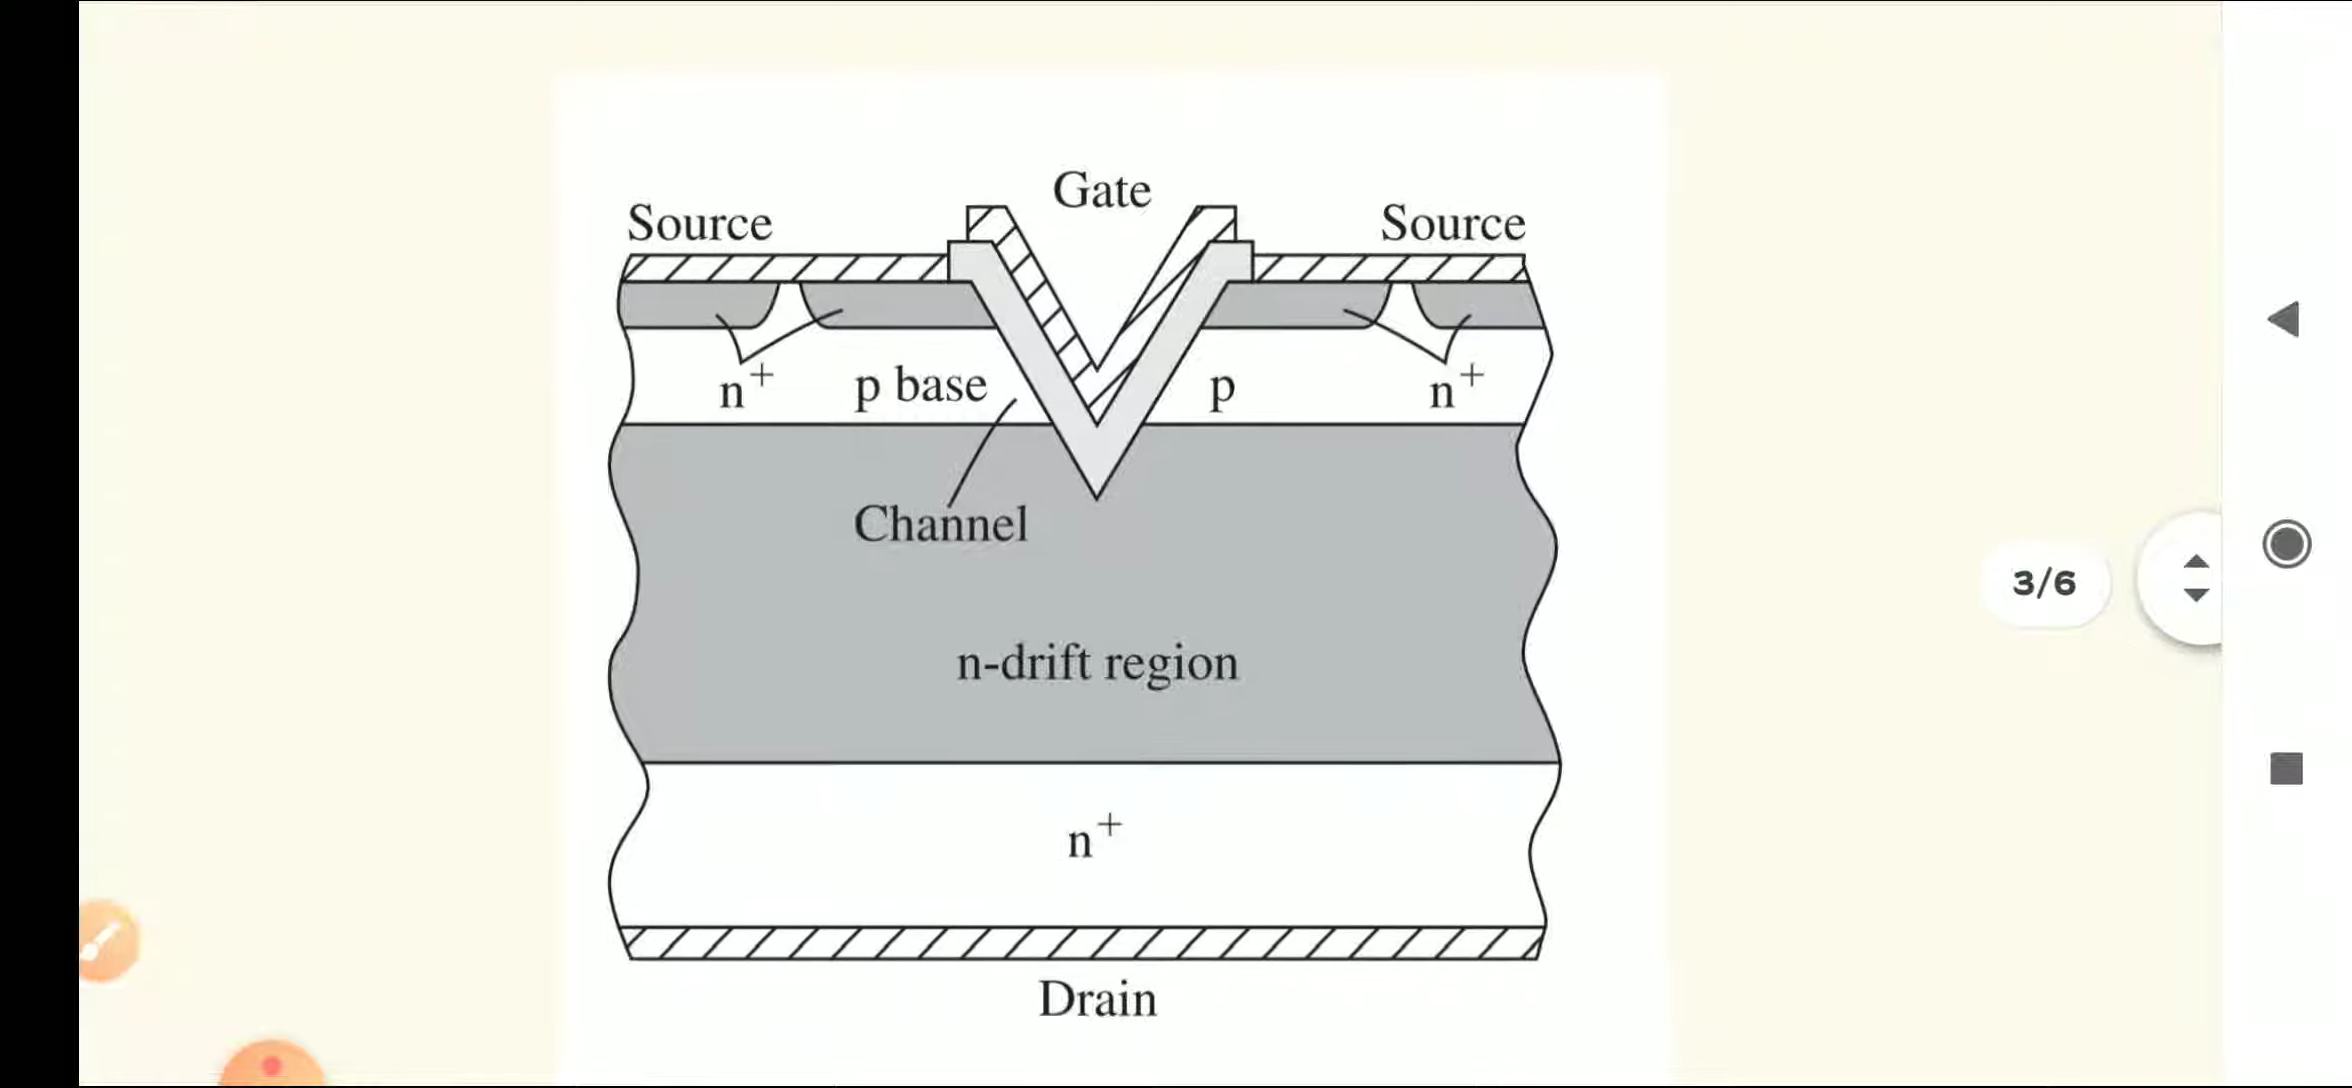 Gate
Source
Source
n+
p base
p
n+
Channel
3/6
n-drift region
n+
Drain